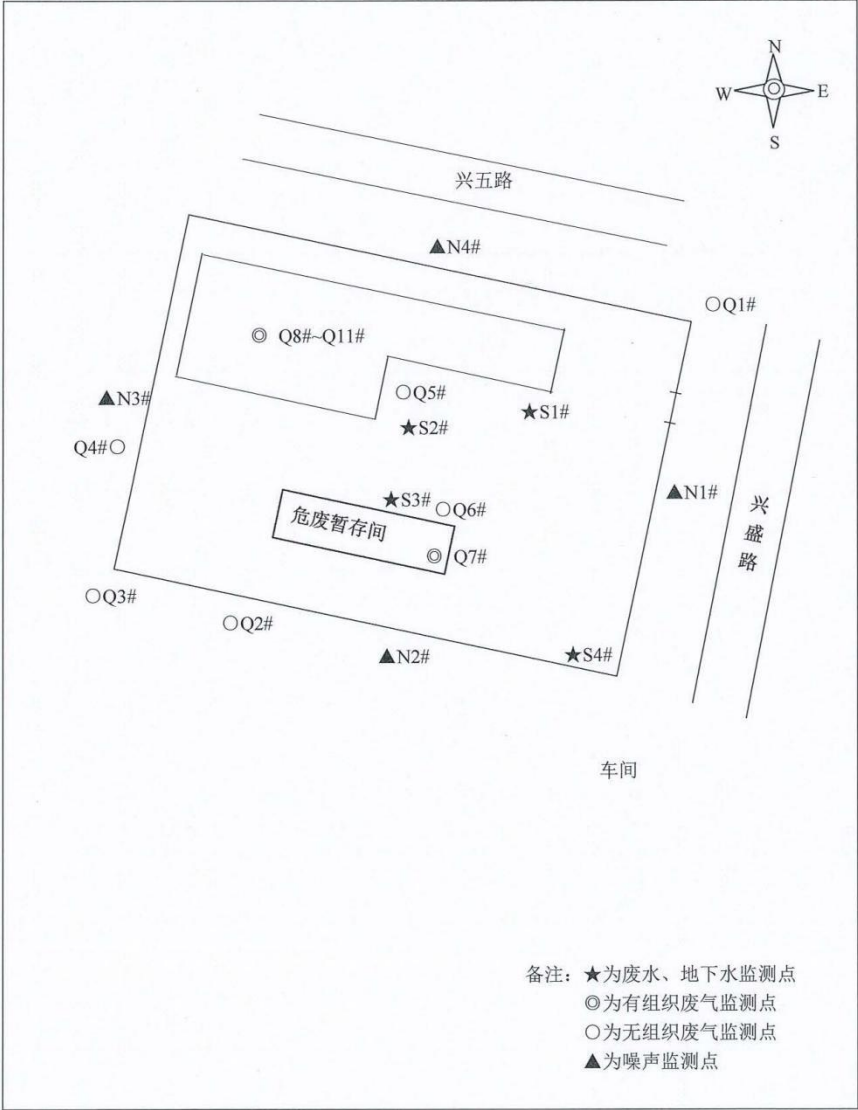 N
W
E
S
兴五路
▲N4#
○Q1#
◎ Q8#~Q11#
○Q5#
★S1#
★S2#
▲N3#
Q4#○
▲N1#
兴盛路
★S3#
○Q6#
危废暂存间
◎ Q7#
○Q3#
○Q2#
▲N2#
★S4#
车间
备注：★为废水、地下水监测点
◎为有组织废气监测点
○为无组织废气监测点
▲为噪声监测点